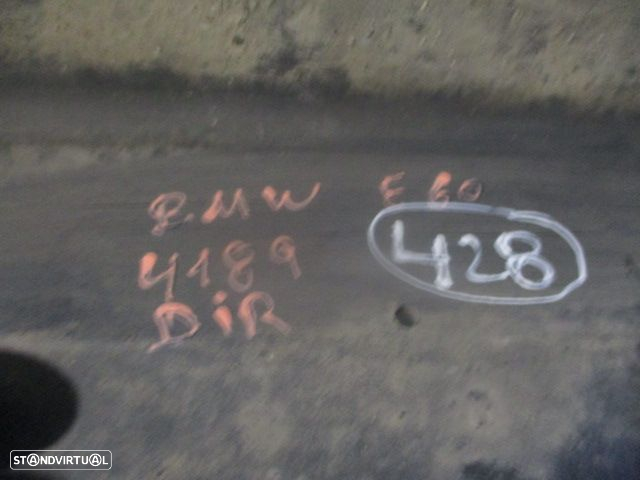 BMW E60
428
4189
DIR
STANDVIRTUAL